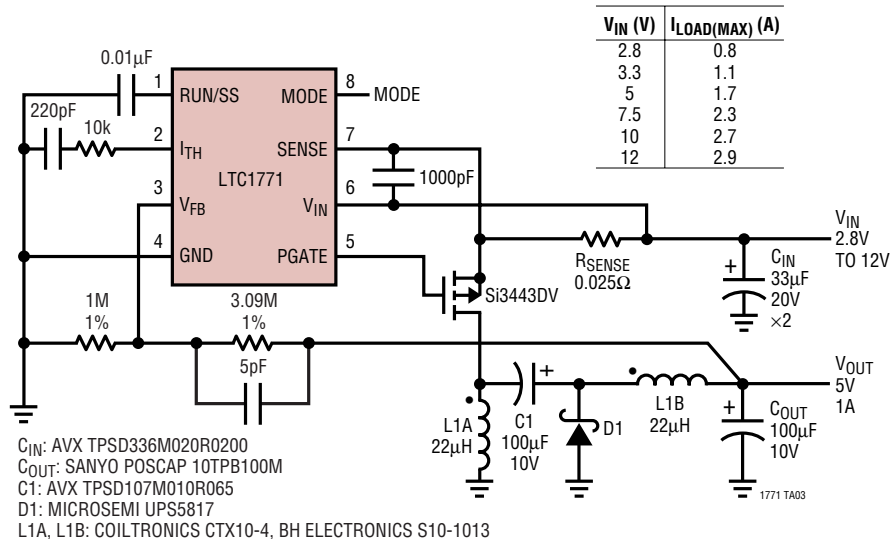 V_IN (V) I_LOAD(MAX) (A)
2.8 0.8
3.3 1.1
5 1.7
7.5 2.3
10 2.7
12 2.9
0.01μF
220pF
10k
1
2
3
4
RUN/SS
I_TH
V_FB
GND
LTC1771
MODE
SENSE
V_IN
PGATE
8
7
6
5
MODE
1000pF
R_SENSE
0.025Ω
Si3443DV
V_IN
2.8V
TO 12V
+
C_IN
33μF
20V
×2
1M
1%
3.09M
1%
5pF
L1A
22μH
+
C1
100μF
10V
D1
L1B
22μH
+
C_OUT
100μF
10V
V_OUT
5V
1A
1771 TA03
C_IN: AVX TPSD336M020R0200
C_OUT: SANYO POSCAP 10TPB100M
C1: AVX TPSD107M010R065
D1: MICROSEMI UPS5817
L1A, L1B: COILTRONICS CTX10-4, BH ELECTRONICS S10-1013